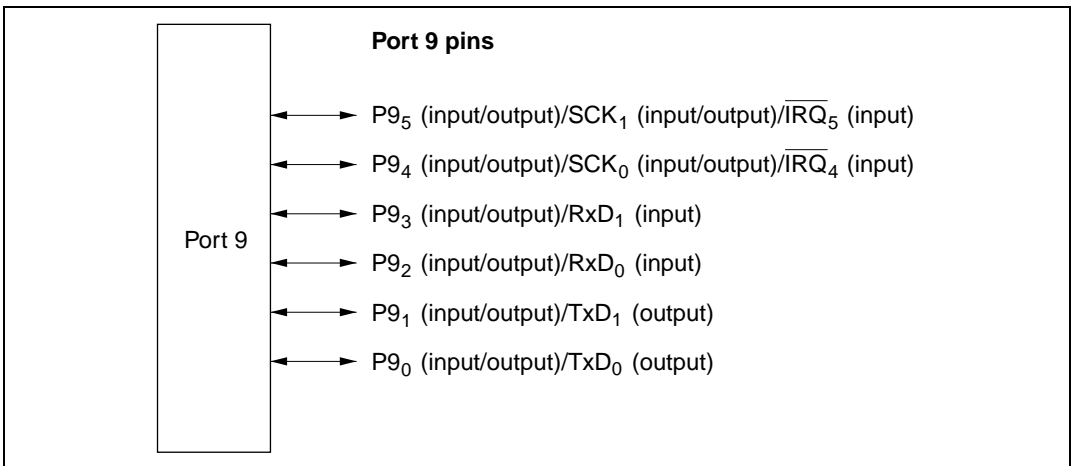 Port 9 pins
P9₅ (input/output)/SCK₁ (input/output)/I̅R̅Q̅₅ (input)
P9₄ (input/output)/SCK₀ (input/output)/I̅R̅Q̅₄ (input)
P9₃ (input/output)/RxD₁ (input)
Port 9
P9₂ (input/output)/RxD₀ (input)
P9₁ (input/output)/TxD₁ (output)
P9₀ (input/output)/TxD₀ (output)